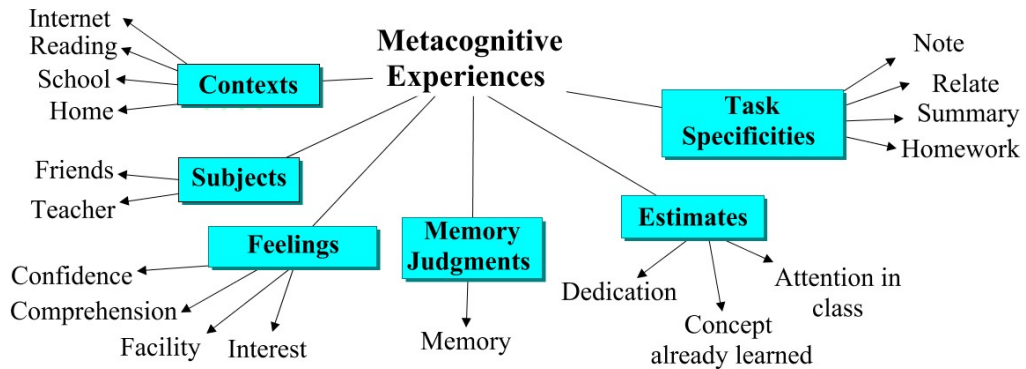 Metacognitive
Experiences
Internet
Reading
School
Home
Contexts
Friends
Teacher
Subjects
Feelings
Confidence
Comprehension
Facility
Interest
Memory
Judgments
Memory
Estimates
Dedication
Concept
already learned
Attention in
class
Task
Specificities
Note
Relate
Summary
Homework